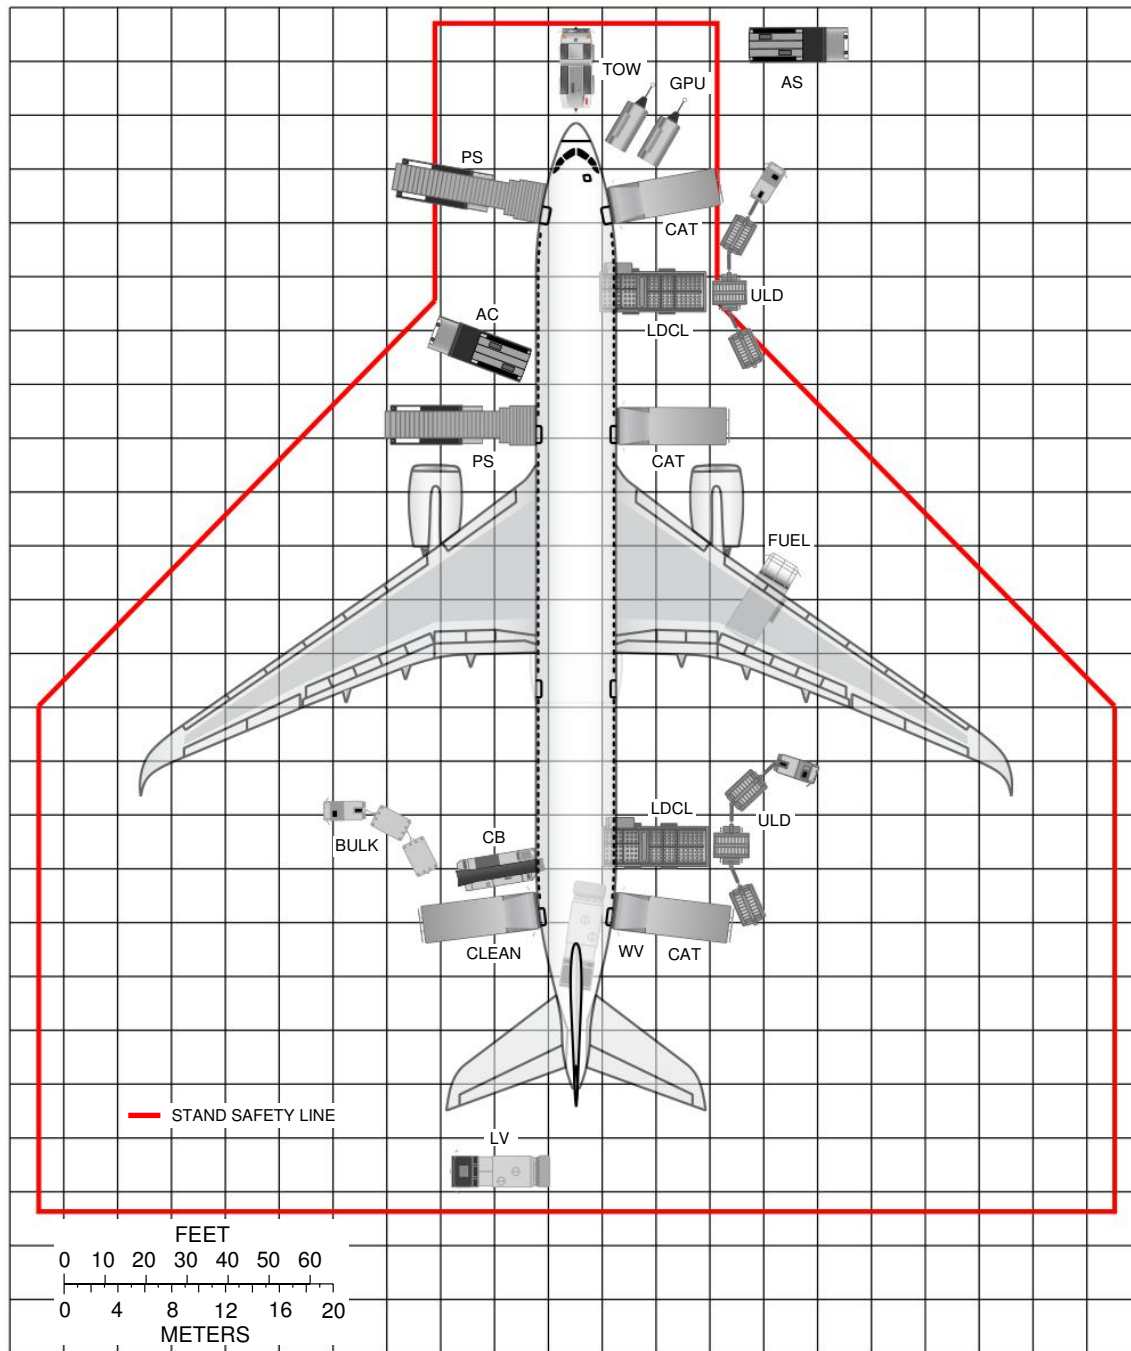 TOW
GPU
AS
PS
CAT
ULD
LDCL
AC
PS
CAT
FUEL
LDCL
ULD
BULK
CB
CLEAN
WV
CAT
STAND SAFETY LINE
LV
FEET
0 10 20 30 40 50 60
0 4 8 12 16 20
METERS